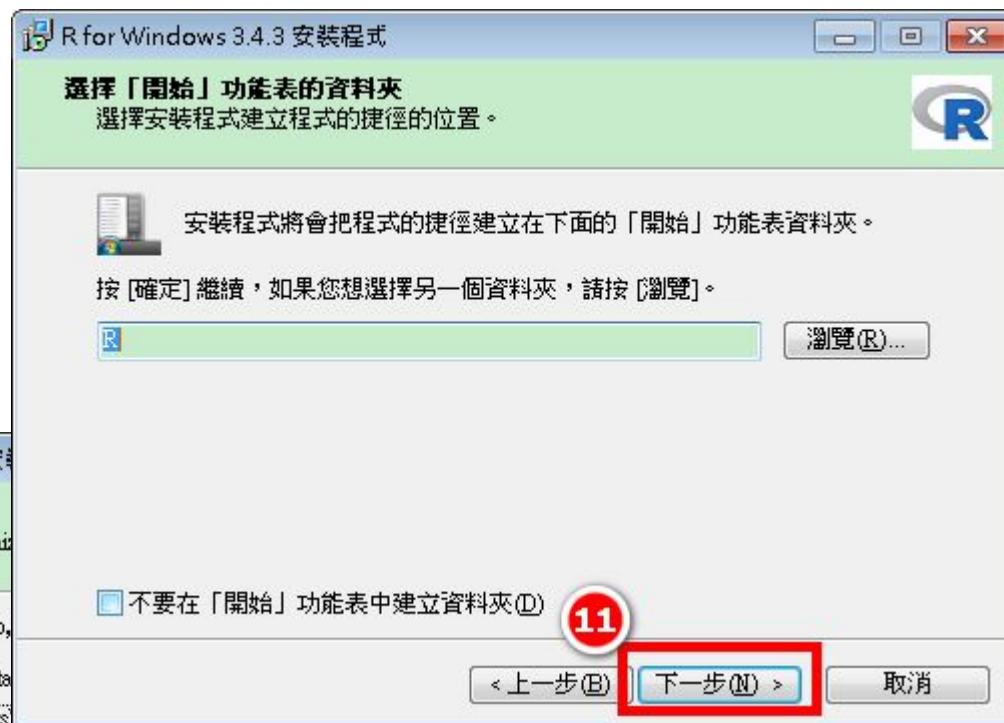 R for Windows 3.4.3 安裝程式
選擇「開始」功能表的資料夾
選擇安裝程式建立程式的捷徑的位置。
R
安裝程式將會把程式的捷徑建立在下面的「開始」功能表資料夾。
按 [確定] 繼續，如果您想選擇另一個資料夾，請按 [瀏覽]。
R
瀏覽(R)...
不要在「開始」功能表中建立資料夾(D)
11
< 上一步(B)
下一步(N) >
取消